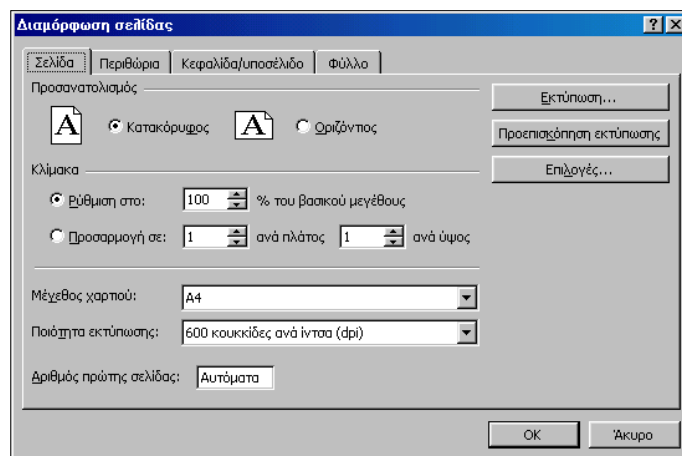 Διαμόρφωση σελίδας
Σελίδα Περιθώρια Κεφαλίδα/υποσέλιδο Φύλλο
Προσανατολισμός
A Κατακόρυφος A Οριζόντιος
Κλίμακα
Ρύθμιση στο: 100 % του βασικού μεγέθους
Προσαρμογή σε: 1 ανά πλάτος 1 ανά ύψος
Μέγεθος χαρτιού: A4
Ποιότητα εκτύπωσης: 600 κουκκίδες ανά ίντσα (dpi)
Αριθμός πρώτης σελίδας: Αυτόματα
Εκτύπωση...
Προεπισκόπηση εκτύπωσης
Επιλογές...
OK Άκυρο